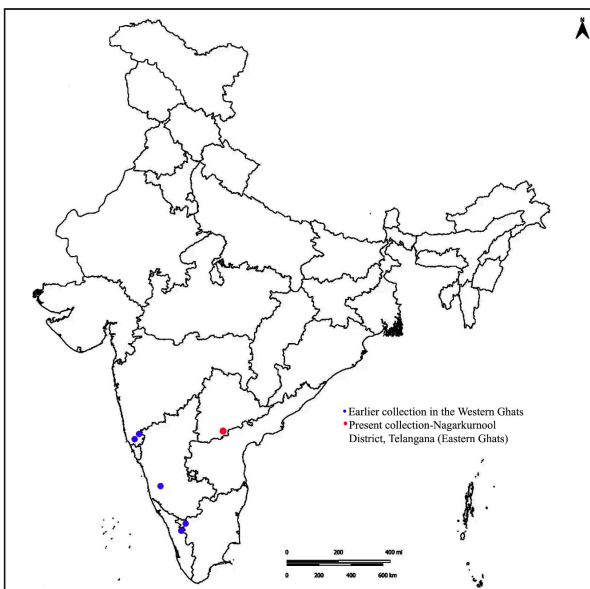 N
Earlier collection in the Western Ghats
Present collection-Nagarkurnool
District, Telangana (Eastern Ghats)
0 200 400 mi
0 200 400 600 km